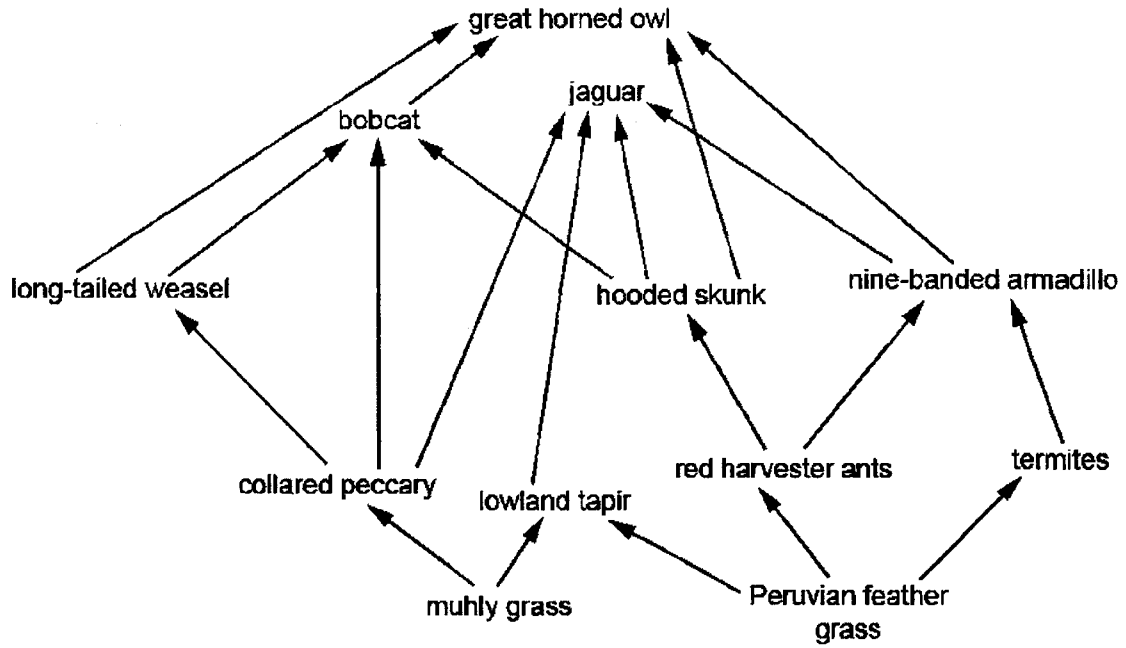 great horned owl
jaguar
bobcat
long-tailed weasel
hooded skunk
nine-banded armadillo
collared peccary
lowland tapir
red harvester ants
termites
muhly grass
Peruvian feather
grass